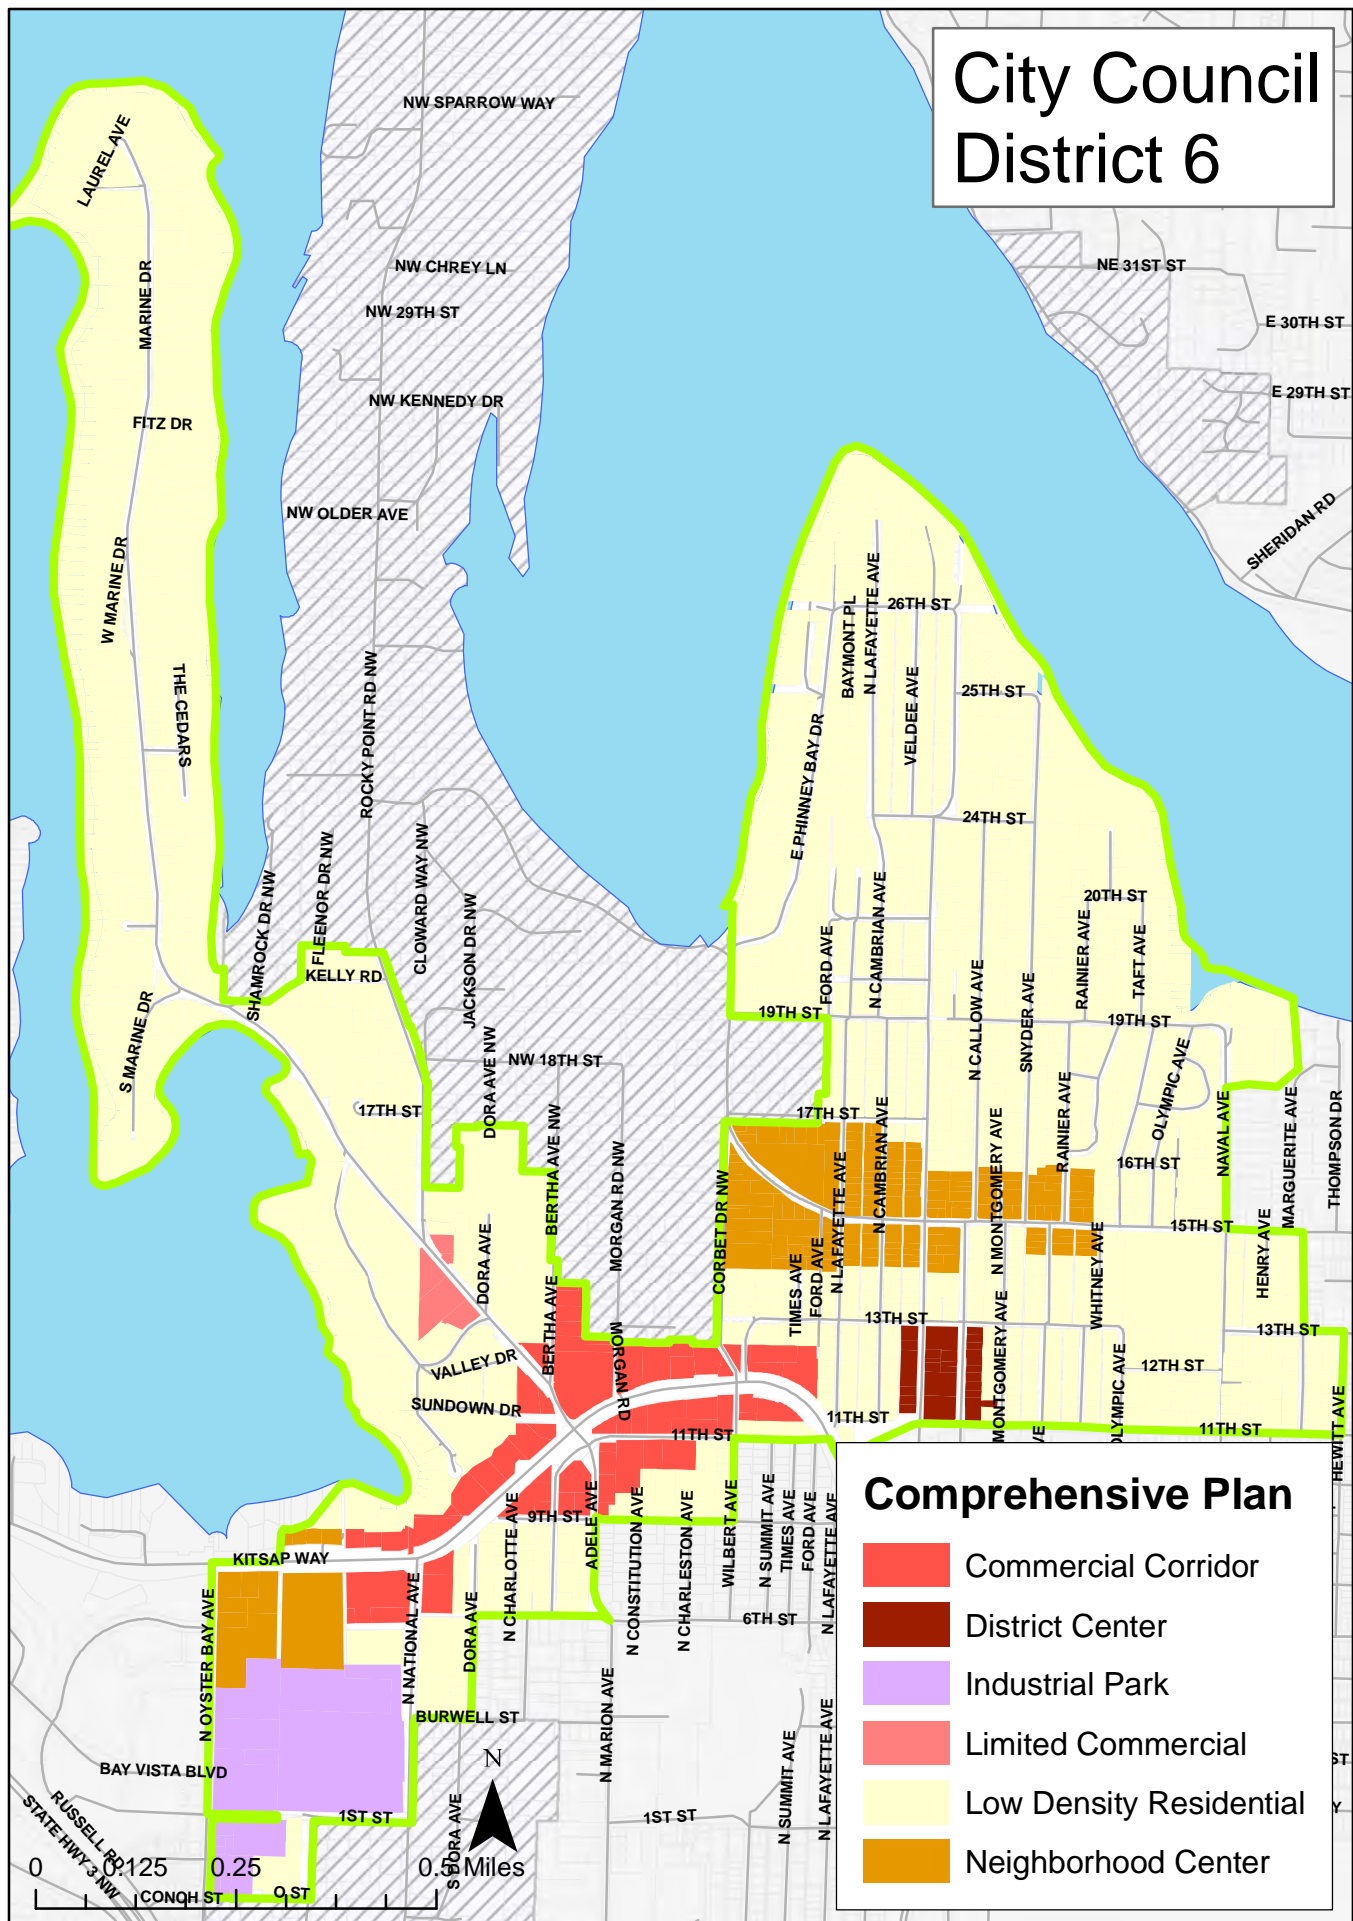 City Council
District 6
NW SPARROW WAY
LAUREL AVE
NW CHREY LN
NE 31ST ST
MARINE DR
NW 29TH ST
E 30TH ST
NW KENNEDY DR
E 29TH ST
FITZ DR
NW OLDER AVE
SHERIDAN RD
W MARINE DR
BAYMONT PL
N LAFAYETTE AVE
26TH ST
THE CEDARS
ROCKY POINT RD NW
VELDEE AVE
25TH ST
E PHINNEY BAY DR
24TH ST
SHAMROCK DR NW
FLEENOR DR NW
CLOWARD WAY NW
JACKSON DR NW
N CAMBRIAN AVE
20TH ST
KELLY RD
FORD AVE
N CALLOW AVE
SNYDER AVE
RAINIER AVE
TAFT AVE
19TH ST
19TH ST
S MARINE DR
DORA AVE NW
NW 18TH ST
OLYMPIC AVE
17TH ST
17TH ST
BERTHA AVE NW
MORGAN RD NW
CORBET DR NW
N LAFAYETTE AVE
N CAMBRIAN AVE
N MONTGOMERY AVE
RAINIER AVE
16TH ST
NAVAL AVE
MARGUERITE AVE
THOMPSON DR
15TH ST
DORA AVE
TIMES AVE
FORD AVE
WHITNEY AVE
HENRY AVE
BERTHA AVE
MORGAN RD
13TH ST
13TH ST
VALLEY DR
MONTGOMERY AVE
OLYMPIC AVE
12TH ST
SUNDOWN DR
11TH ST
11TH ST
11TH ST
HEWITT AVE
VE
Comprehensive Plan
Commercial Corridor
District Center
Industrial Park
Limited Commercial
Low Density Residential
Neighborhood Center
9TH ST
N CHARLOTTE AVE
ADELE AVE
N CONSTITUTION AVE
N CHARLESTON AVE
WILBERT AVE
N SUMMIT AVE
TIMES AVE
FORD AVE
N LAFAYETTE AVE
KITSAP WAY
N OYSTER BAY AVE
N NATIONAL AVE
DORA AVE
6TH ST
BURWELL ST
N MARION AVE
N SUMMIT AVE
N LAFAYETTE AVE
ST
Y
BAY VISTA BLVD
RUSSELL RD
STATE HWY 3 NW
1ST ST
1ST ST
S DORA AVE
N
0 0.125 0.25 0.5 Miles
CONOH ST
O ST